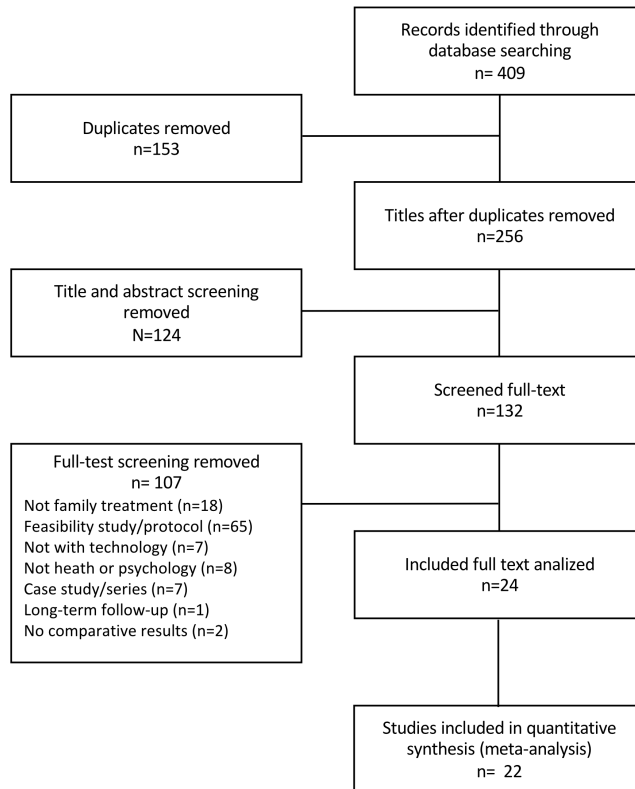 Records identified through
database searching
n= 409
Duplicates removed
n=153
Titles after duplicates removed
n=256
Title and abstract screening
removed
N=124
Screened full-text
n=132
Full-test screening removed
n= 107
Not family treatment (n=18)
Feasibility study/protocol (n=65)
Not with technology (n=7)
Not heath or psychology (n=8)
Case study/series (n=7)
Long-term follow-up (n=1)
No comparative results (n=2)
Included full text analized
n=24
Studies included in quantitative
synthesis (meta-analysis)
n= 22